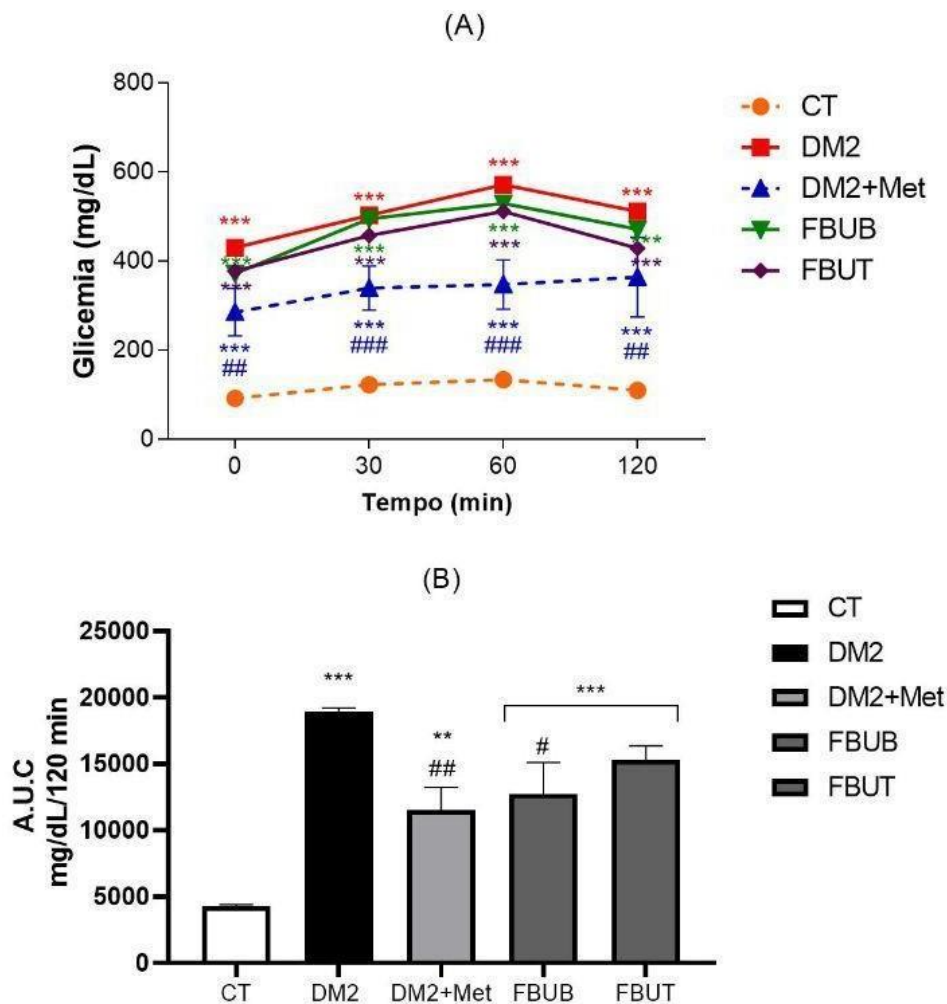 (A)
Glicemia (mg/dL)
800
600
400
200
0
***
***
***
##
***
***
***
***
###
***
***
***
***
###
***
***
***
***
##
0 30 60 120
Tempo (min)
CT
DM2
DM2+Met
FBUB
FBUT
(B)
A.U.C
mg/dL/120 min
25000
20000
15000
10000
5000
0
***
**
##
#
***
CT DM2 DM2+Met FBUB FBUT
CT
DM2
DM2+Met
FBUB
FBUT